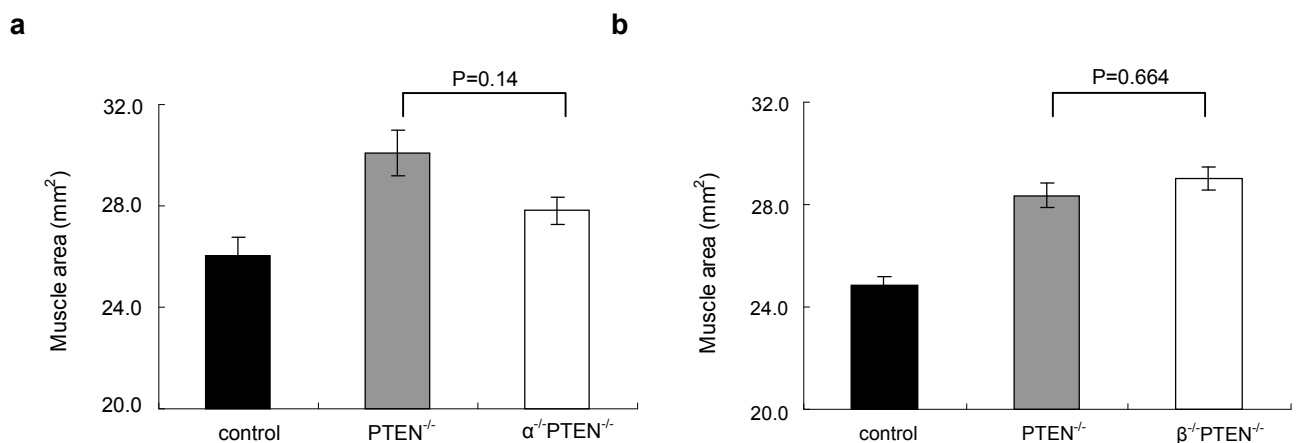 a
P=0.14
32.0
28.0
24.0
20.0
Muscle area (mm²)
control
PTEN⁻/⁻
α⁻/⁻PTEN⁻/⁻
b
P=0.664
32.0
28.0
24.0
20.0
Muscle area (mm²)
control
PTEN⁻/⁻
β⁻/⁻PTEN⁻/⁻